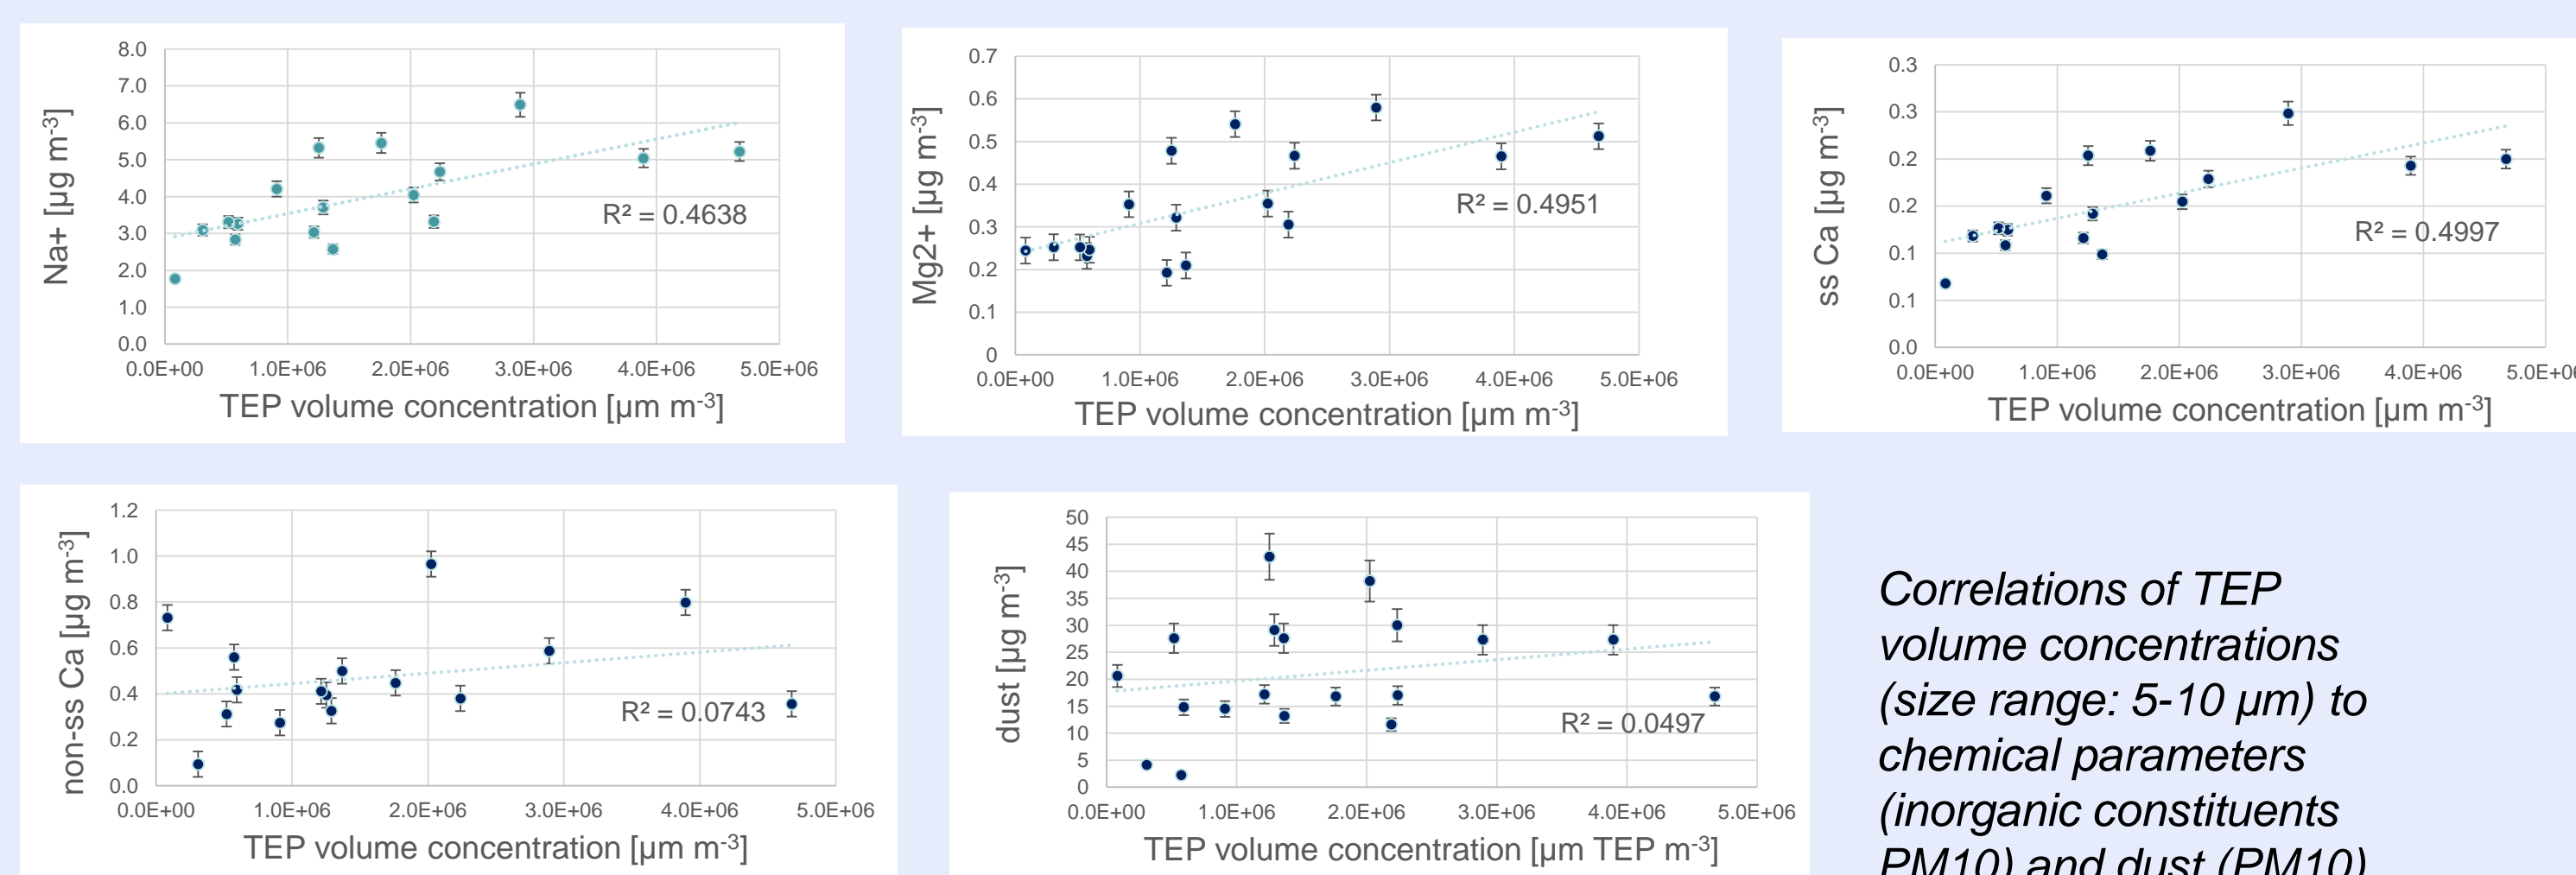 8.0
7.0
6.0
5.0
4.0
3.0
2.0
1.0
0.0
Na+ [µg m-3]
R² = 0.4638
0.0E+00 1.0E+06 2.0E+06 3.0E+06 4.0E+06 5.0E+06
TEP volume concentration [µm m-3]
0.7
0.6
0.5
0.4
0.3
0.2
0.1
0
Mg2+ [µg m-3]
R² = 0.4951
0.0E+00 1.0E+06 2.0E+06 3.0E+06 4.0E+06 5.0E+06
TEP volume concentration [µm m-3]
0.3
0.3
0.2
0.2
0.1
0.1
0.0
ss Ca [µg m-3]
R² = 0.4997
0.0E+00 1.0E+06 2.0E+06 3.0E+06 4.0E+06
TEP volume concentration [µm m-3]
1.2
1.0
0.8
0.6
0.4
0.2
0.0
non-ss Ca [µg m-3]
R² = 0.0743
0.0E+00 1.0E+06 2.0E+06 3.0E+06 4.0E+06 5.0E+06
TEP volume concentration [µm m-3]
50
45
40
35
30
25
20
15
10
5
0
dust [µg m-3]
R² = 0.0497
0.0E+00 1.0E+06 2.0E+06 3.0E+06 4.0E+06 5.0E+06
TEP volume concentration [µm TEP m-3]
Correlations of TEP
volume concentrations
(size range: 5-10 µm) to
chemical parameters
(inorganic constituents
PM10) and dust (PM10)